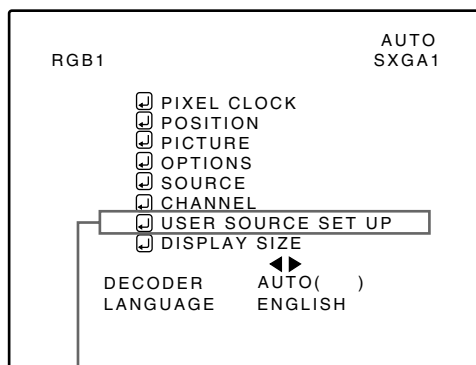 AUTO
RGB1 SXGA1
PIXEL CLOCK
POSITION
PICTURE
OPTIONS
SOURCE
CHANNEL
USER SOURCE SET UP
DISPLAY SIZE
DECODER AUTO( )
LANGUAGE ENGLISH